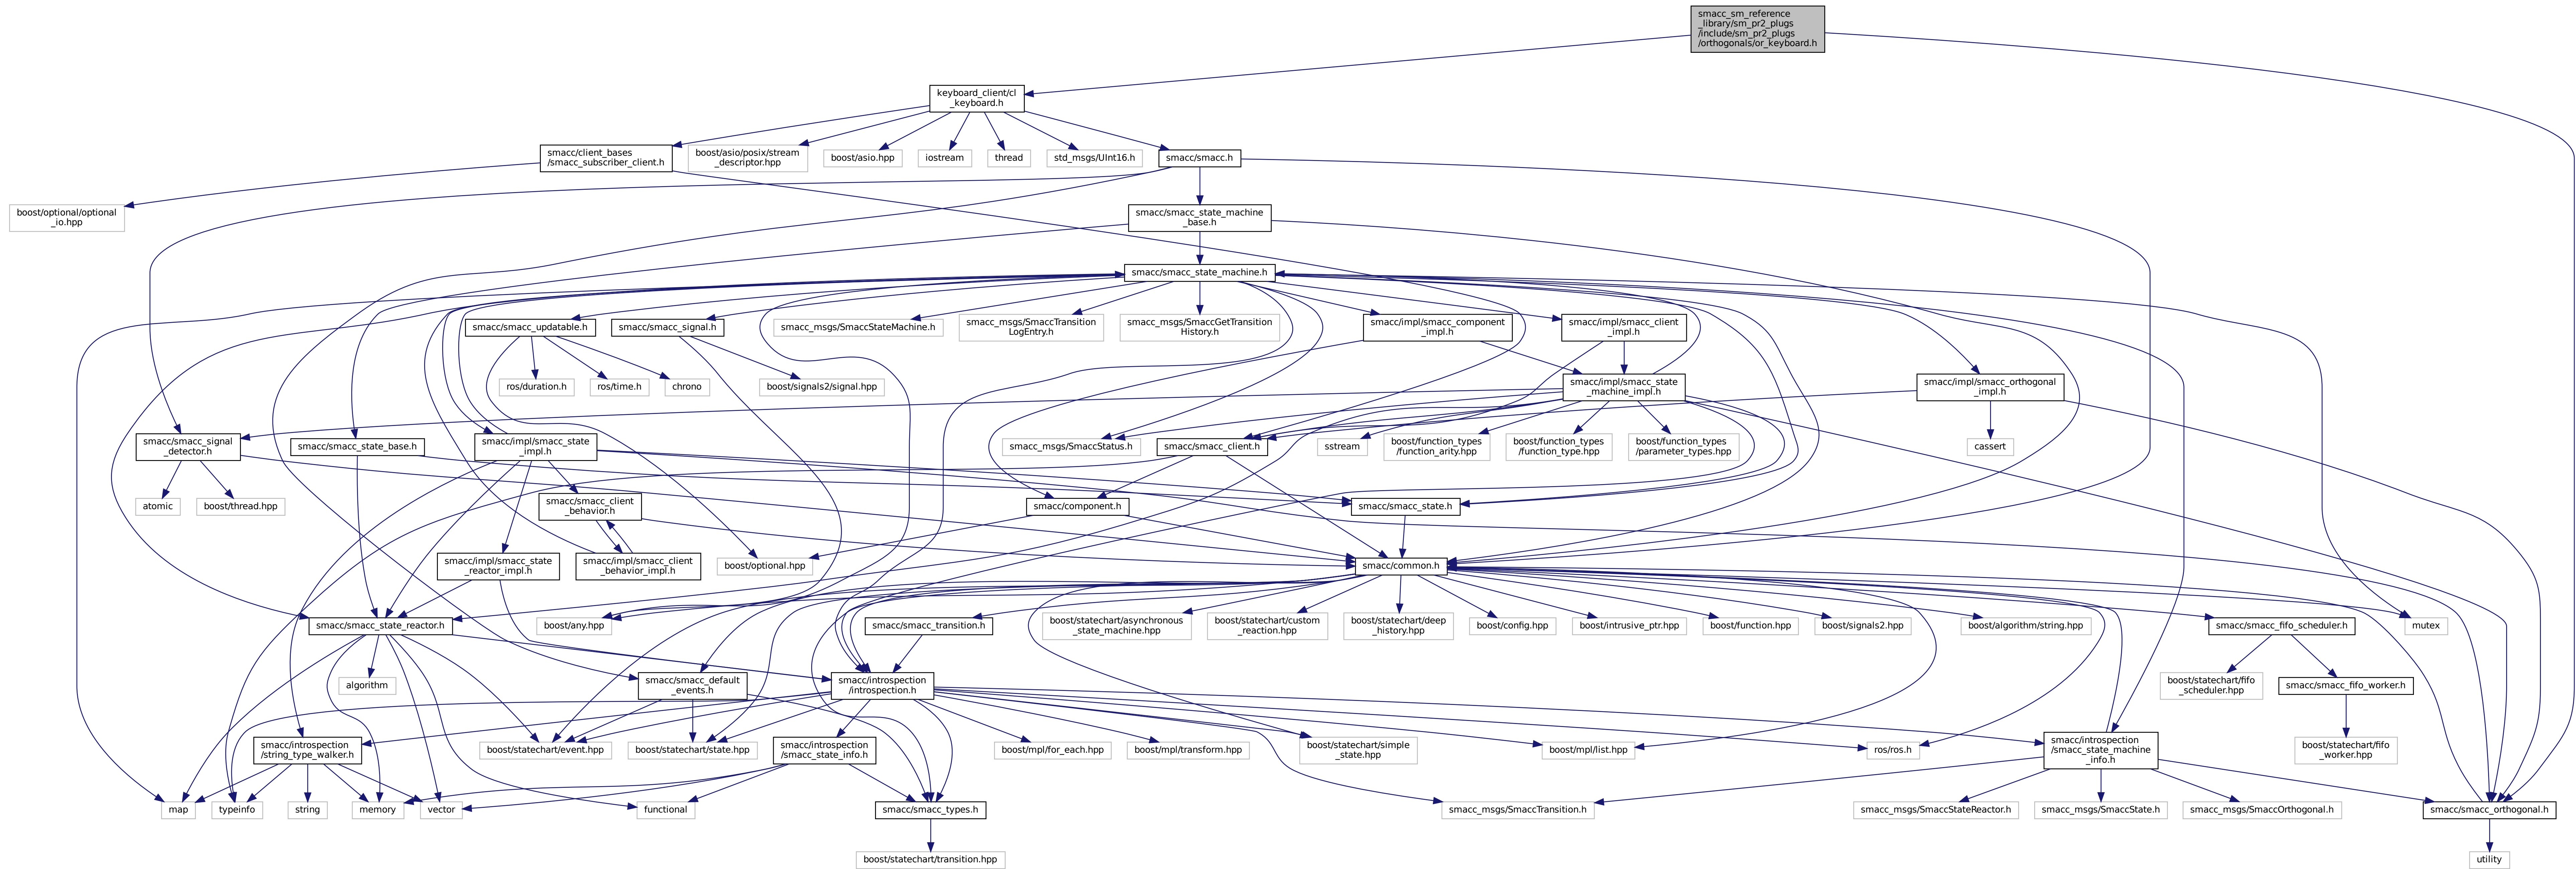 smacc_sm_reference
_library/sm_pr2_plugs
/include/sm_pr2_plugs
/orthogonals/or_keyboard.h
keyboard_client/cl
_keyboard.h
smacc/client_bases
/smacc_subscriber_client.h
boost/asio/posix/stream
_descriptor.hpp
boost/asio.hpp
iostream
thread
std_msgs/UInt16.h
smacc/smacc.h
boost/optional/optional
_io.hpp
smacc/smacc_state_machine
_base.h
smacc/smacc_state_machine.h
smacc/smacc_updatable.h
smacc/smacc_signal.h
smacc_msgs/SmaccStateMachine.h
smacc_msgs/SmaccTransition
LogEntry.h
smacc_msgs/SmaccGetTransition
History.h
smacc/impl/smacc_component
_impl.h
smacc/impl/smacc_client
_impl.h
ros/duration.h
ros/time.h
chrono
boost/signals2/signal.hpp
smacc/impl/smacc_state
_machine_impl.h
smacc/impl/smacc_orthogonal
_impl.h
smacc/smacc_signal
_detector.h
smacc/smacc_state_base.h
smacc/impl/smacc_state
_impl.h
smacc_msgs/SmaccStatus.h
smacc/smacc_client.h
sstream
boost/function_types
/function_arity.hpp
boost/function_types
/function_type.hpp
boost/function_types
/parameter_types.hpp
cassert
atomic
boost/thread.hpp
smacc/smacc_client
_behavior.h
smacc/component.h
smacc/smacc_state.h
smacc/impl/smacc_state
_reactor_impl.h
smacc/impl/smacc_client
_behavior_impl.h
boost/optional.hpp
smacc/common.h
smacc/smacc_state_reactor.h
boost/any.hpp
smacc/smacc_transition.h
boost/statechart/asynchronous
_state_machine.hpp
boost/statechart/custom
_reaction.hpp
boost/statechart/deep
_history.hpp
boost/config.hpp
boost/intrusive_ptr.hpp
boost/function.hpp
boost/signals2.hpp
boost/algorithm/string.hpp
smacc/smacc_fifo_scheduler.h
mutex
algorithm
smacc/smacc_default
_events.h
smacc/introspection
/introspection.h
boost/statechart/fifo
_scheduler.hpp
smacc/smacc_fifo_worker.h
smacc/introspection
/string_type_walker.h
boost/statechart/event.hpp
boost/statechart/state.hpp
smacc/introspection
/smacc_state_info.h
boost/mpl/for_each.hpp
boost/mpl/transform.hpp
boost/statechart/simple
_state.hpp
boost/mpl/list.hpp
ros/ros.h
smacc/introspection
/smacc_state_machine
_info.h
boost/statechart/fifo
_worker.hpp
map
typeinfo
string
memory
vector
functional
smacc/smacc_types.h
smacc_msgs/SmaccTransition.h
smacc_msgs/SmaccStateReactor.h
smacc_msgs/SmaccState.h
smacc_msgs/SmaccOrthogonal.h
smacc/smacc_orthogonal.h
boost/statechart/transition.hpp
utility